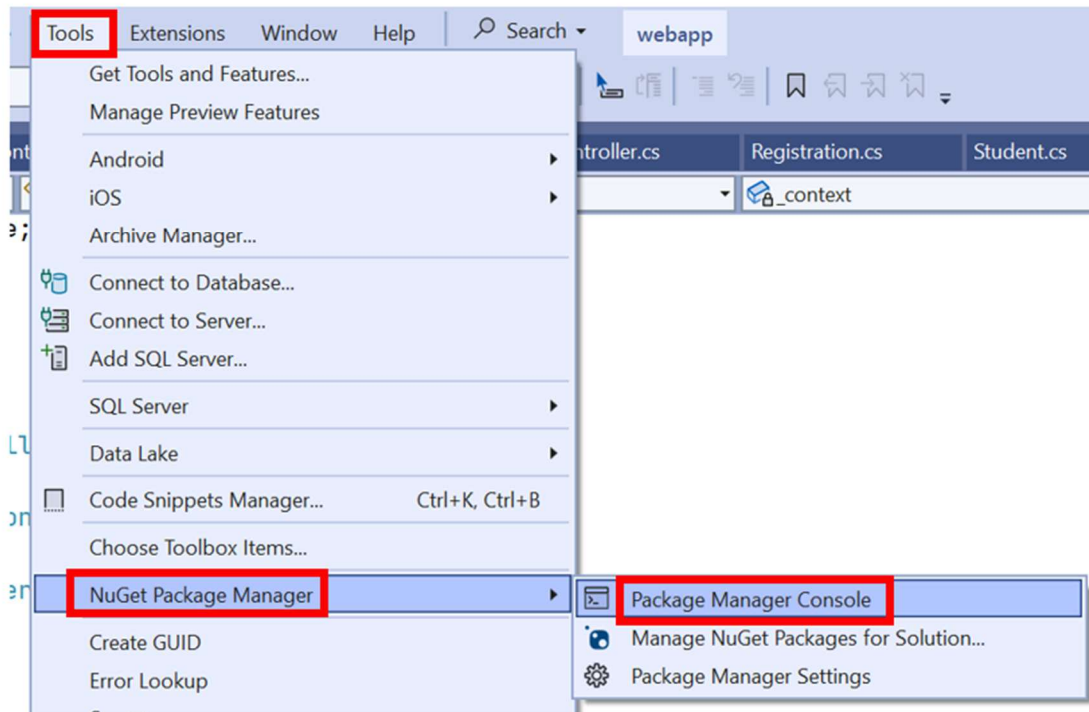 Tools Extensions Window Help Search webapp
Get Tools and Features...
Manage Preview Features
Android
ntroller.cs Registration.cs Student.cs
iOS
_context
Archive Manager...
Connect to Database...
Connect to Server...
Add SQL Server...
SQL Server
Data Lake
Code Snippets Manager... Ctrl+K, Ctrl+B
Choose Toolbox Items...
NuGet Package Manager
Package Manager Console
Manage NuGet Packages for Solution...
Package Manager Settings
Create GUID
Error Lookup